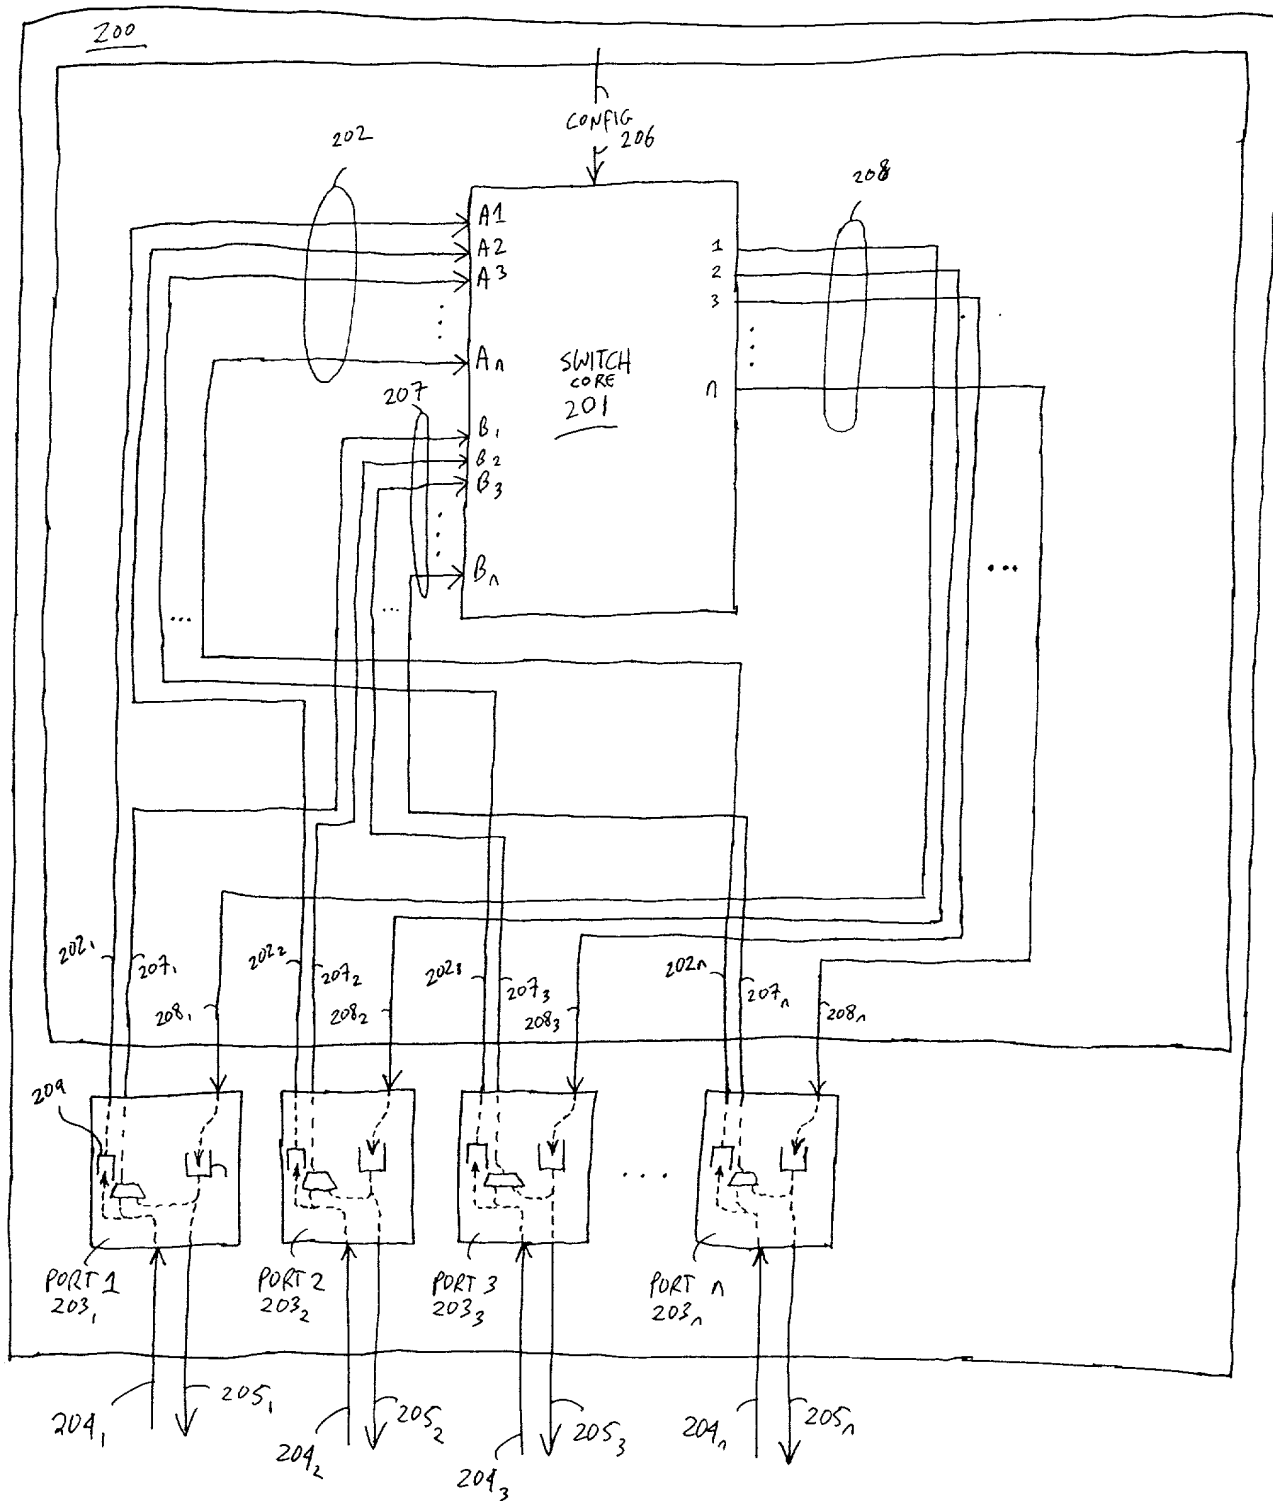 200
CONFIG
206
202
208
A1
A2
A3
An
1
2
3
n
SWITCH
CORE
201
207
B1
B2
B3
Bn
202₁
207₁
208₁
202₂
207₂
208₂
202₃
207₃
208₃
202n
207n
208n
209
PORT 1
203₁
PORT 2
203₂
PORT 3
203₃
PORT n
203n
204₁
205₁
204₂
205₂
204₃
205₃
204n
205n